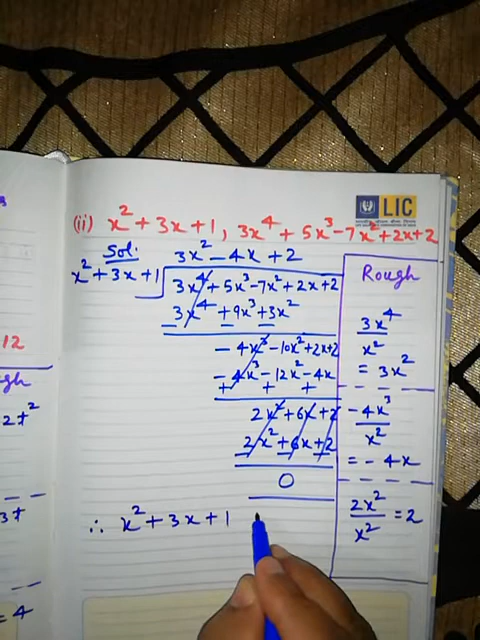 (ii) x² + 3x + 1, 3x⁴ + 5x³ - 7x² + 2x + 2
LIC
Sol:
3x² - 4x + 2
x² + 3x + 1
3x⁴ + 5x³ - 7x² + 2x + 2
3x⁴ + 9x³ + 3x²
- - -
- 4x³ - 10x² + 2x + 2
- 4x³ - 12x² - 4x
+ + +
2x² + 6x + 2
2x² + 6x + 2
- - -
0
∴ x² + 3x + 1
Rough
3x⁴
x²
= 3x²
-4x³
x²
= - 4x
2x²
x²
= 2
12
gh
2t²
3t
= 4